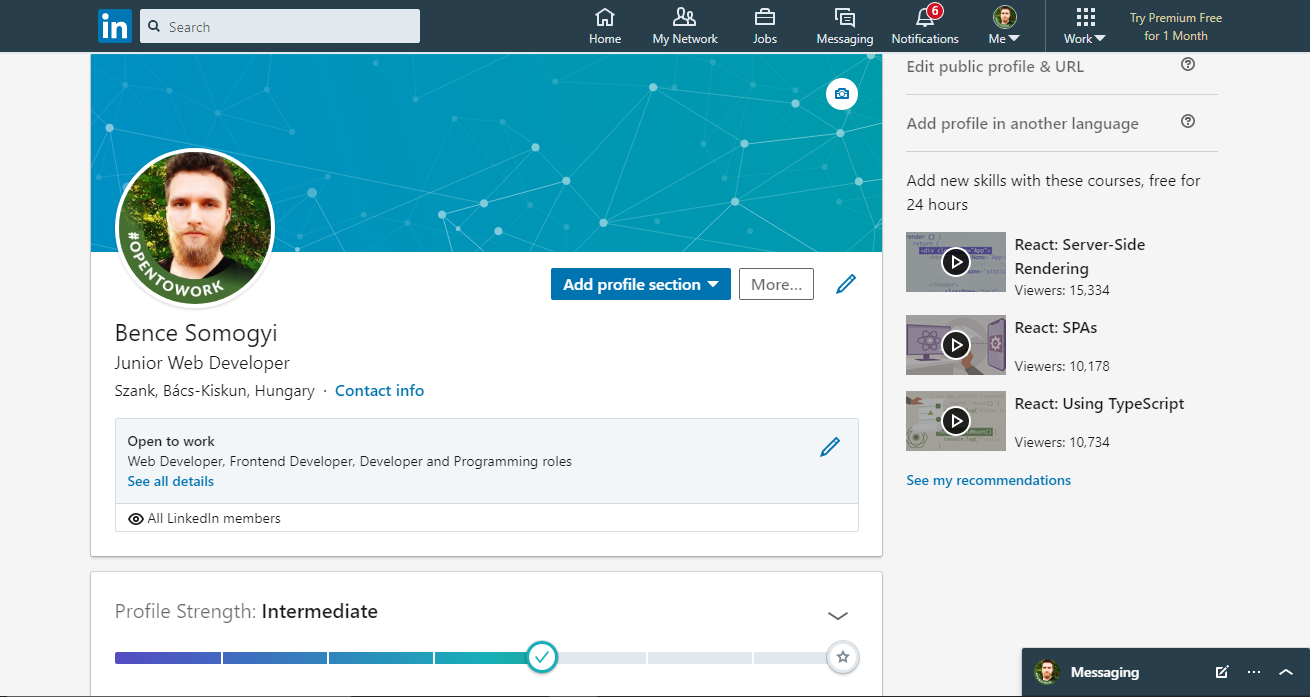 in
Search
Home
My Network
Jobs
Messaging
6
Notifications
Me
Work
Try Premium Free
for 1 Month
#OPENTOWORK
Add profile section
More...
Bence Somogyi
Junior Web Developer
Szank, Bács-Kiskun, Hungary · Contact info
Open to work
Web Developer, Frontend Developer, Developer and Programming roles
See all details
All LinkedIn members
Profile Strength: Intermediate
Edit public profile & URL
Add profile in another language
Add new skills with these courses, free for
24 hours
React: Server-Side
Rendering
Viewers: 15,334
React: SPAs
Viewers: 10,178
React: Using TypeScript
Viewers: 10,734
See my recommendations
Messaging